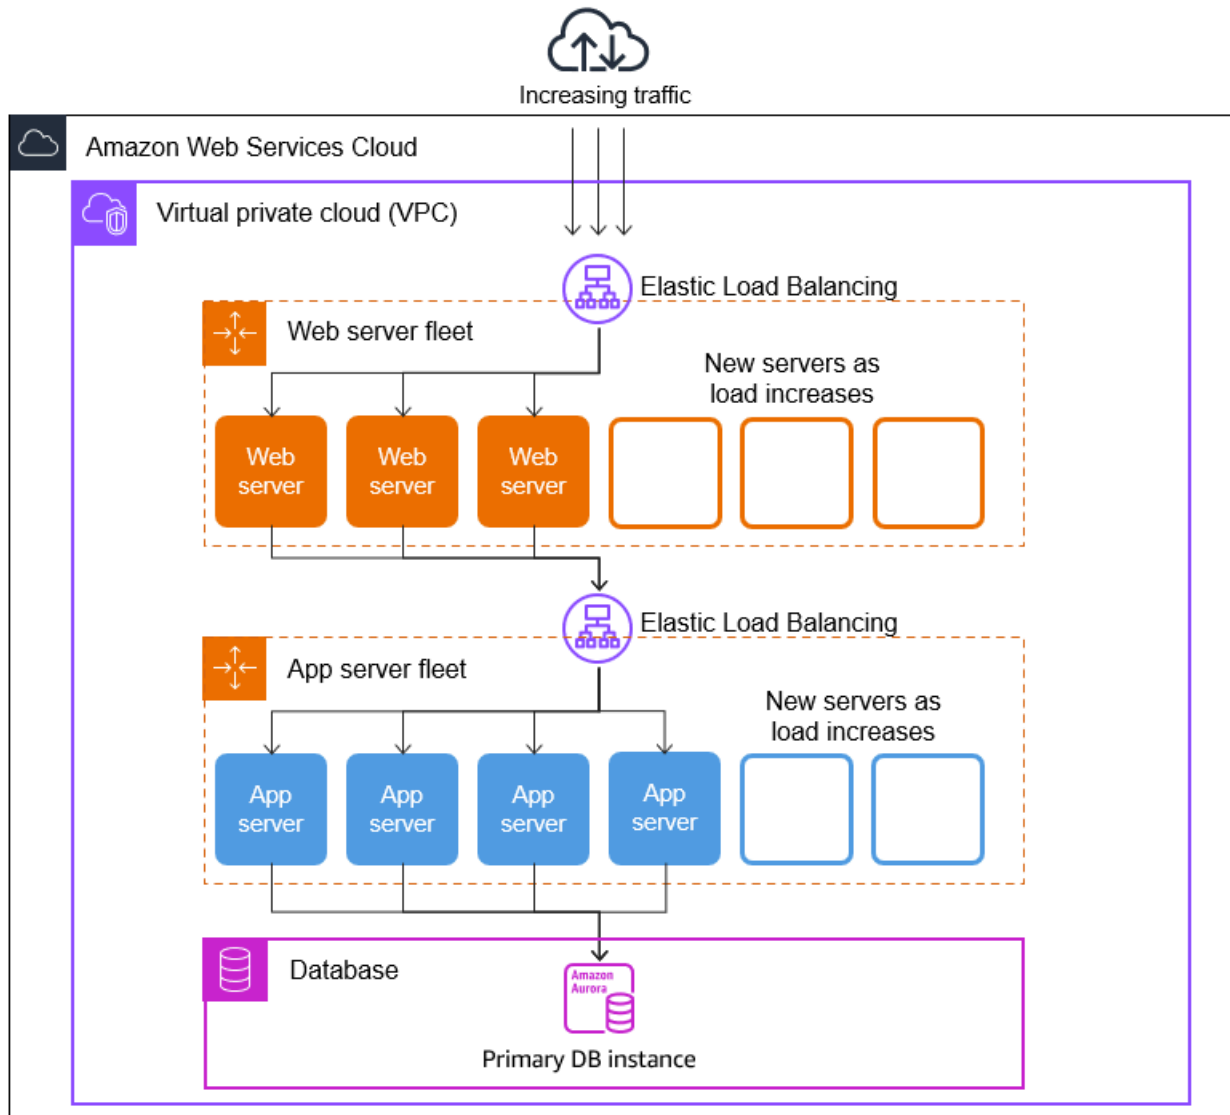 Increasing traffic
Amazon Web Services Cloud
Virtual private cloud (VPC)
Elastic Load Balancing
Web server fleet
New servers as
load increases
Web
server
Web
server
Web
server
Elastic Load Balancing
App server fleet
New servers as
load increases
App
server
App
server
App
server
App
server
Database
Amazon
Aurora
Primary DB instance